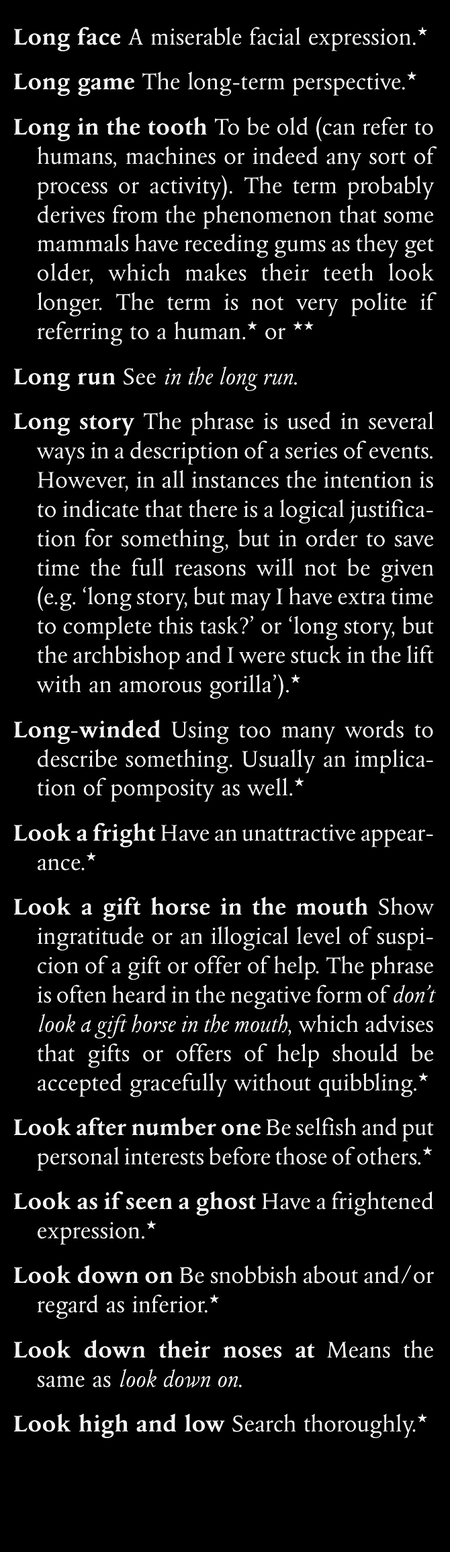 Long face A miserable facial expression.★
Long game The long-term perspective.★
Long in the tooth To be old (can refer to
humans, machines or indeed any sort of
process or activity). The term probably
derives from the phenomenon that some
mammals have receding gums as they get
older, which makes their teeth look
longer. The term is not very polite if
referring to a human.★ or ★★
Long run See in the long run.
Long story The phrase is used in several
ways in a description of a series of events.
However, in all instances the intention is
to indicate that there is a logical justifica-
tion for something, but in order to save
time the full reasons will not be given
(e.g. ‘long story, but may I have extra time
to complete this task?’ or ‘long story, but
the archbishop and I were stuck in the lift
with an amorous gorilla’).★
Long-winded Using too many words to
describe something. Usually an implica-
tion of pomposity as well.★
Look a fright Have an unattractive appear-
ance.★
Look a gift horse in the mouth Show
ingratitude or an illogical level of suspi-
cion of a gift or offer of help. The phrase
is often heard in the negative form of don’t
look a gift horse in the mouth, which advises
that gifts or offers of help should be
accepted gracefully without quibbling.★
Look after number one Be selfish and put
personal interests before those of others.★
Look as if seen a ghost Have a frightened
expression.★
Look down on Be snobbish about and/or
regard as inferior.★
Look down their noses at Means the
same as look down on.
Look high and low Search thoroughly.★